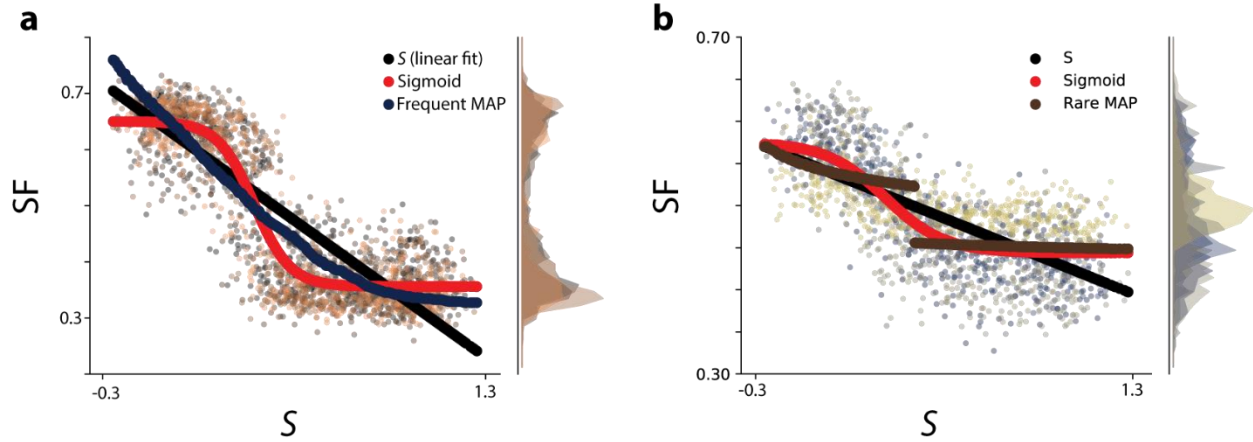 a
S (linear fit)
Sigmoid
Frequent MAP
0.7
0.3
SF
-0.3
1.3
S
b
S
Sigmoid
Rare MAP
0.70
0.30
SF
-0.3
1.3
S